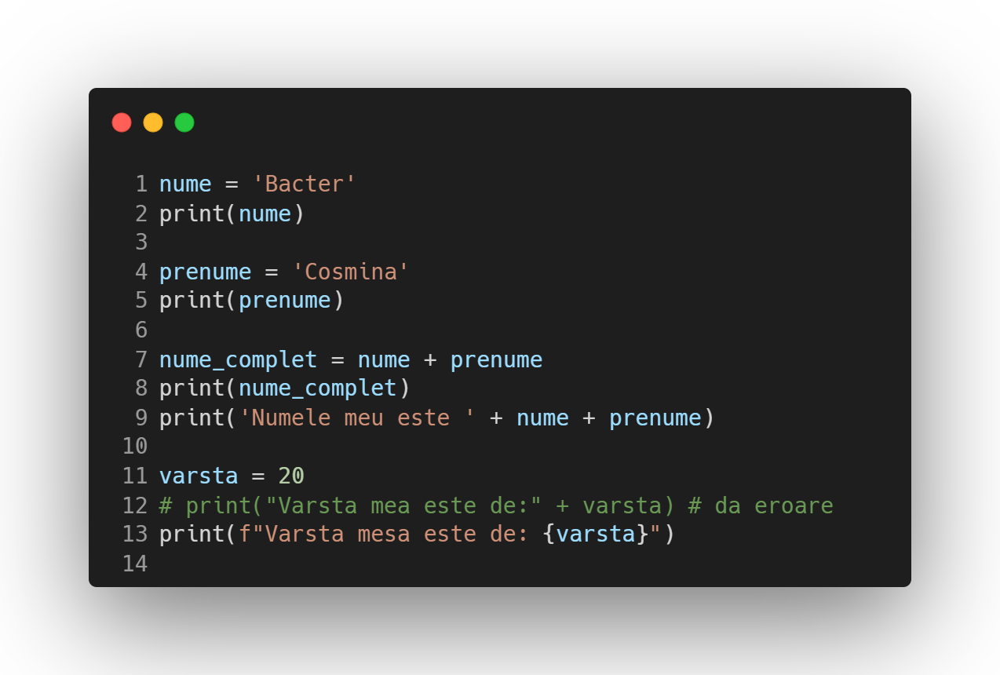 1 nume = 'Bacter'
2 print(nume)
3
4 prenume = 'Cosmina'
5 print(prenume)
6
7 nume_complet = nume + prenume
8 print(nume_complet)
9 print('Numele meu este ' + nume + prenume)
10
11 varsta = 20
12 # print("Varsta mea este de:" + varsta) # da eroare
13 print(f"Varsta mesa este de: {varsta}")
14